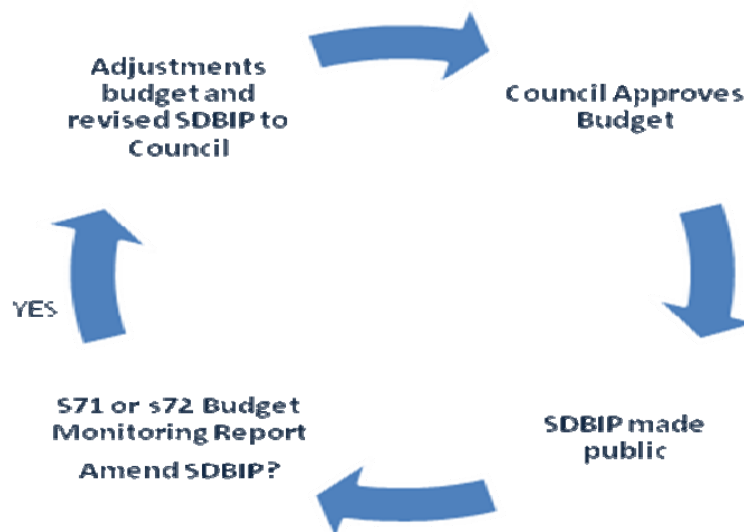 Adjustments
budget and
revised SDBIP to
Council
Council Approves
Budget
SDBIP made
public
S71 or s72 Budget
Monitoring Report
Amend SDBIP?
YES